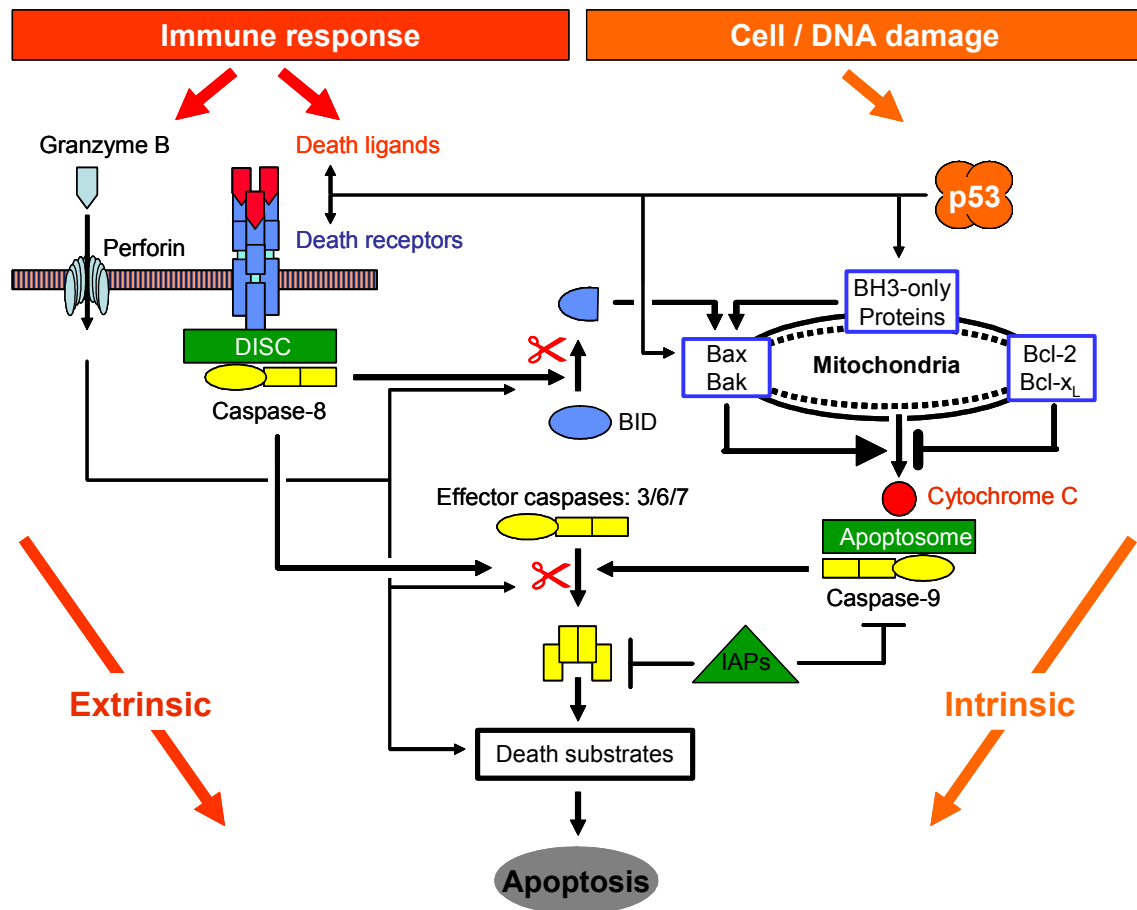 Immune response
Cell / DNA damage
Granzyme B
Death ligands
p53
Perforin
Death receptors
BH3-only
Proteins
DISC
Bax
Bak
Mitochondria
Bcl-2
Bcl-xL
Caspase-8
BID
Effector caspases: 3/6/7
Cytochrome C
Apoptosome
Caspase-9
IAPs
Extrinsic
Intrinsic
Death substrates
Apoptosis